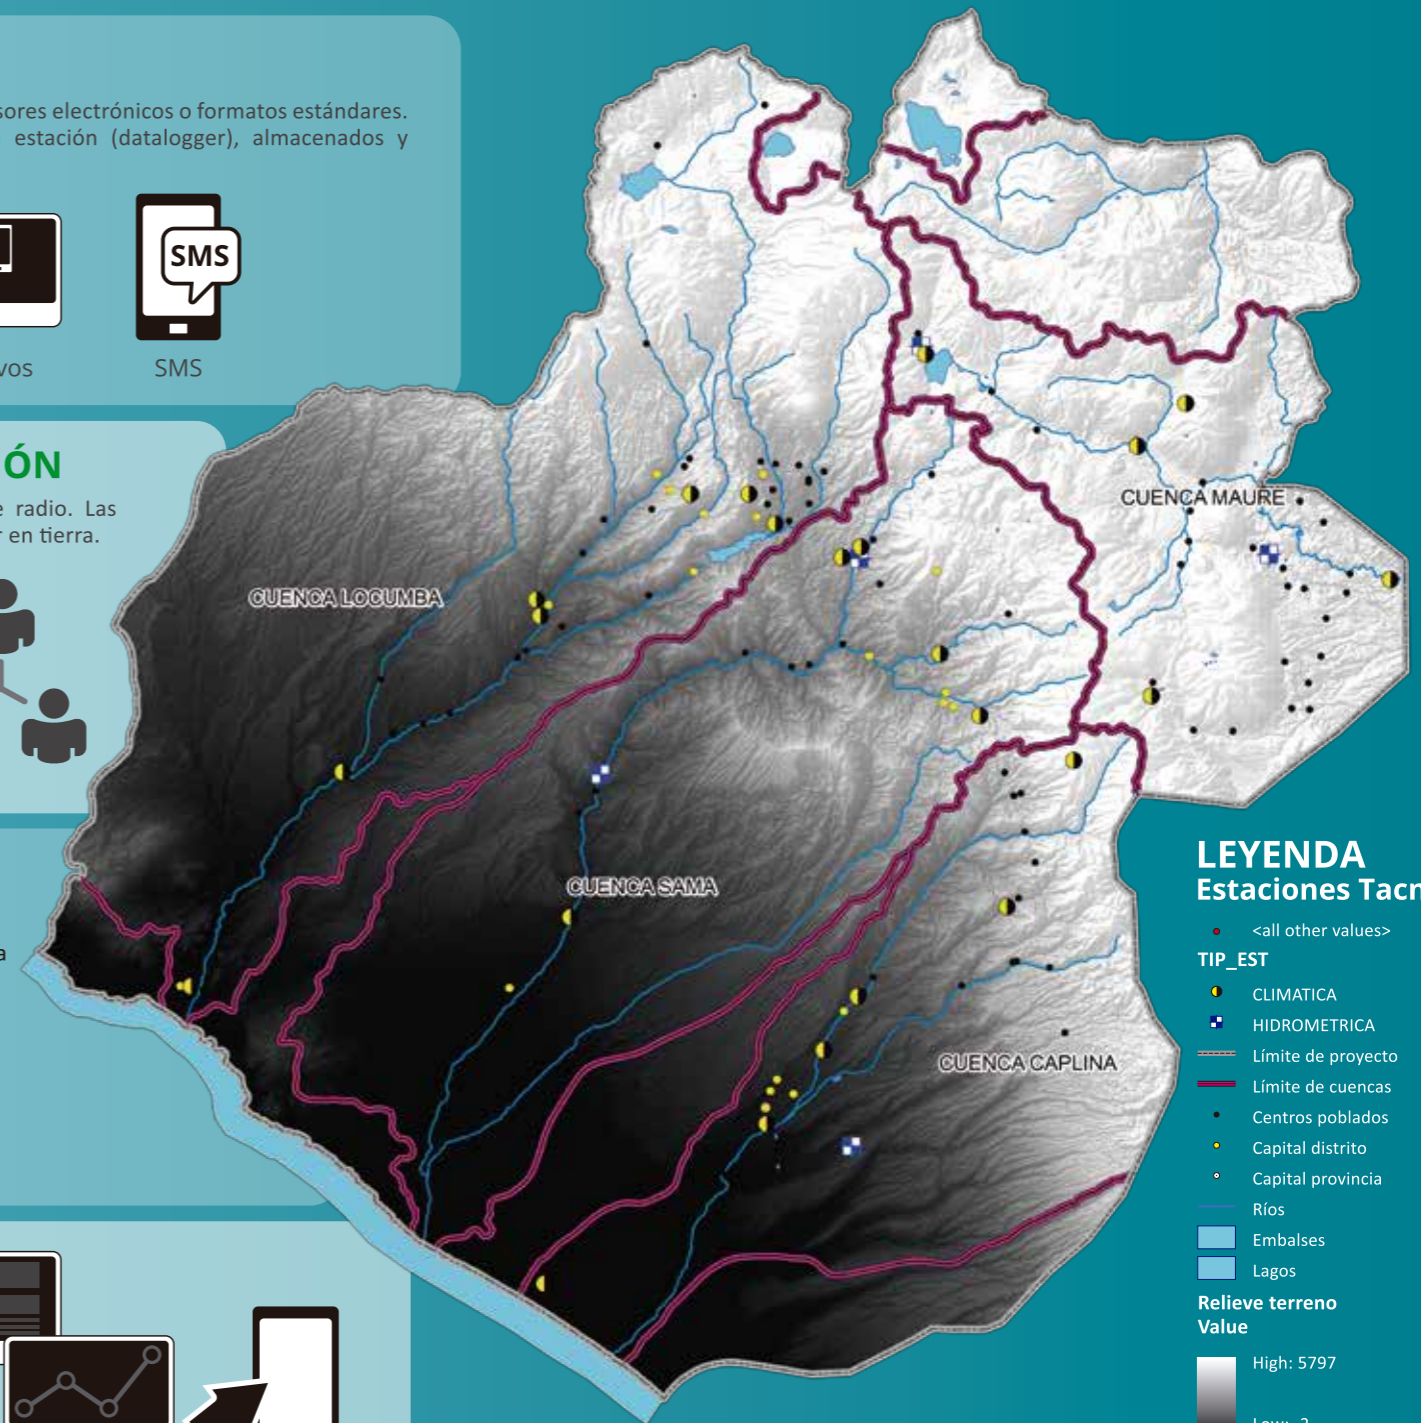 sores electrónicos o formatos estándares.
estación (datalogger), almacenados y
SMS
vos
SMS
IÓN
e radio. Las
r en tierra.
a
CUENCA MAURE
CUENCA LOCUMBA
CUENCA SAMA
CUENCA CAPLINA
LEYENDA
Estaciones Tacn
<all other values>
TIP_EST
CLIMATICA
HIDROMETRICA
Límite de proyecto
Límite de cuencas
Centros poblados
Capital distrito
Capital provincia
Ríos
Embalses
Lagos
Relieve terreno
Value
High: 5797